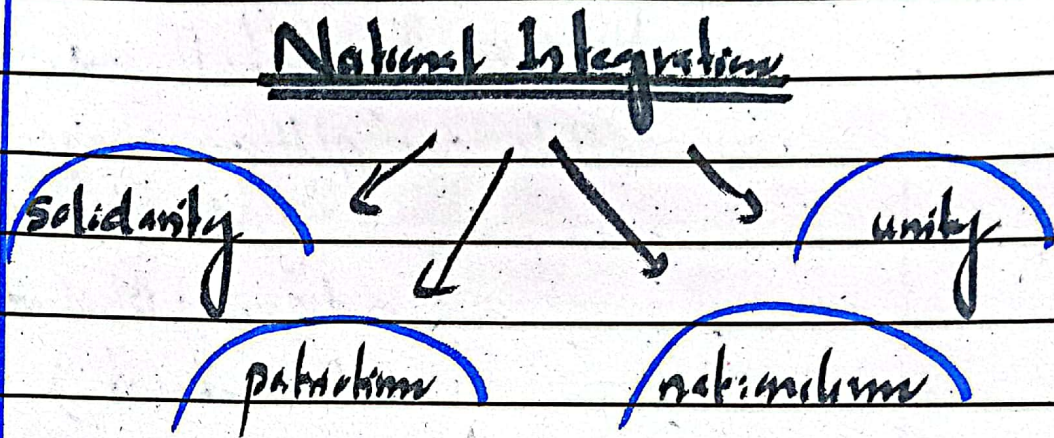 National Integration
solidarity unity
patriotism nationalism